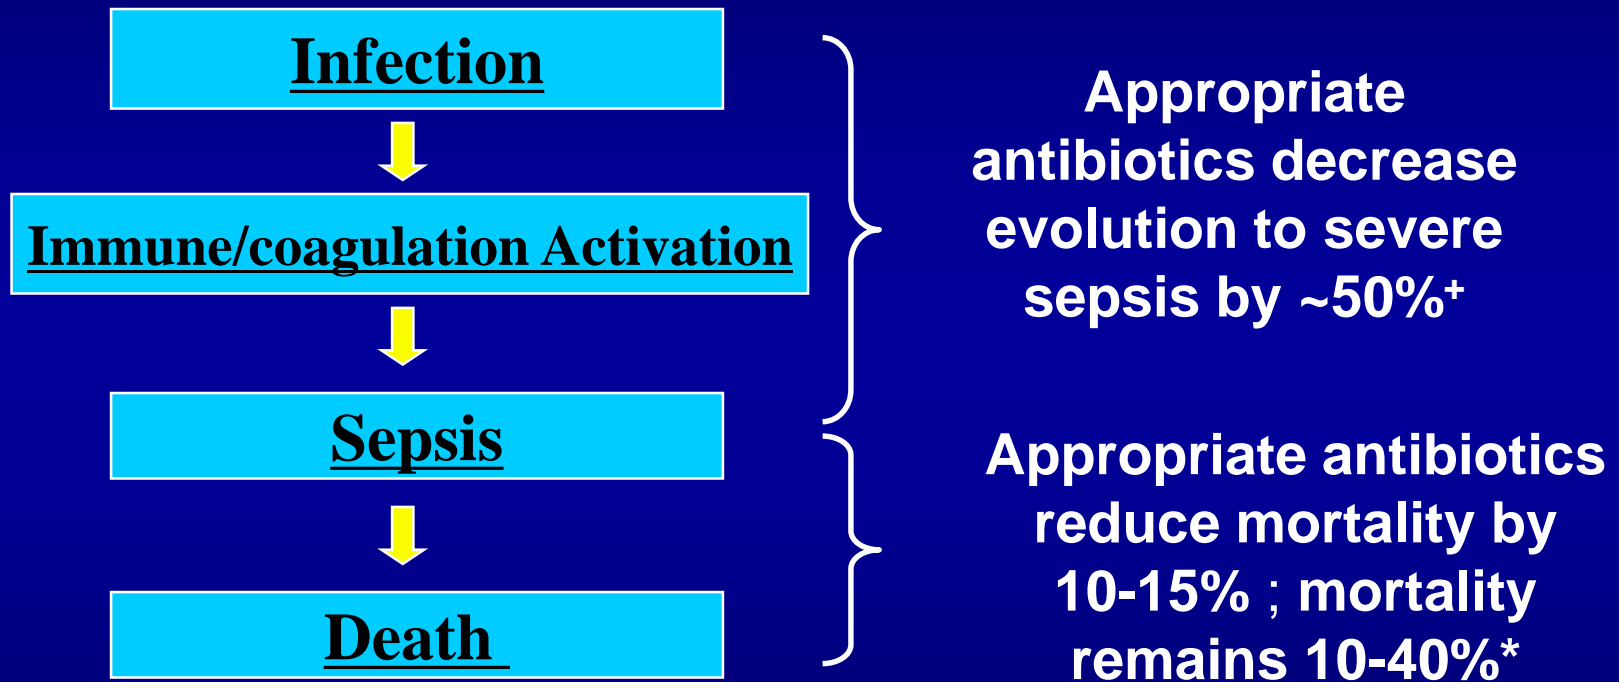 Infection
Immune/coagulation Activation
Sepsis
Death
Appropriate
antibiotics decrease
evolution to severe
sepsis by ~50%⁺
Appropriate antibiotics
reduce mortality by
10-15% ; mortality
remains 10-40%*